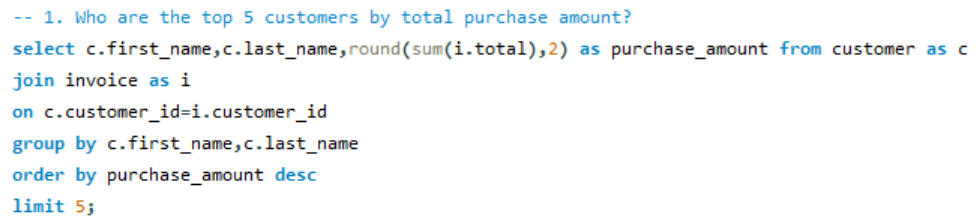 -- 1. Who are the top 5 customers by total purchase amount?
select c.first_name,c.last_name,round(sum(i.total),2) as purchase_amount from customer as c
join invoice as i
on c.customer_id=i.customer_id
group by c.first_name,c.last_name
order by purchase_amount desc
limit 5;